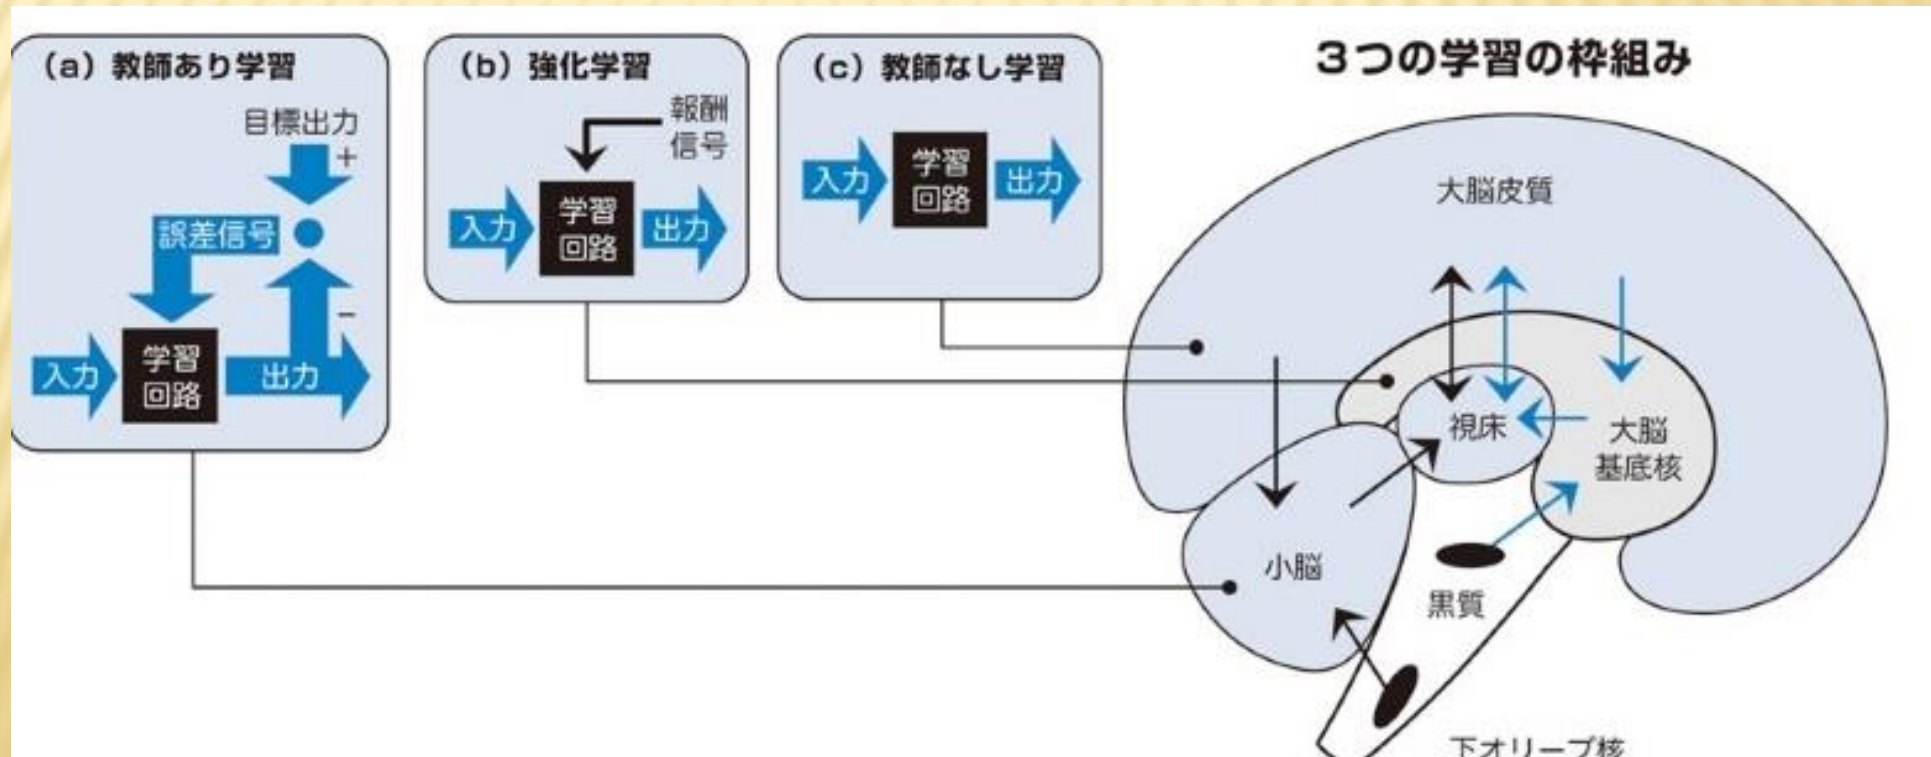 3つの学習の枠組み
(a) 教師あり学習
目標出力
+
誤差信号
−
入力
学習
回路
出力
(b) 強化学習
報酬
信号
入力
学習
回路
出力
(c) 教師なし学習
入力
学習
回路
出力
大脳皮質
視床
大脳
基底核
小脳
黒質
下オリーブ核